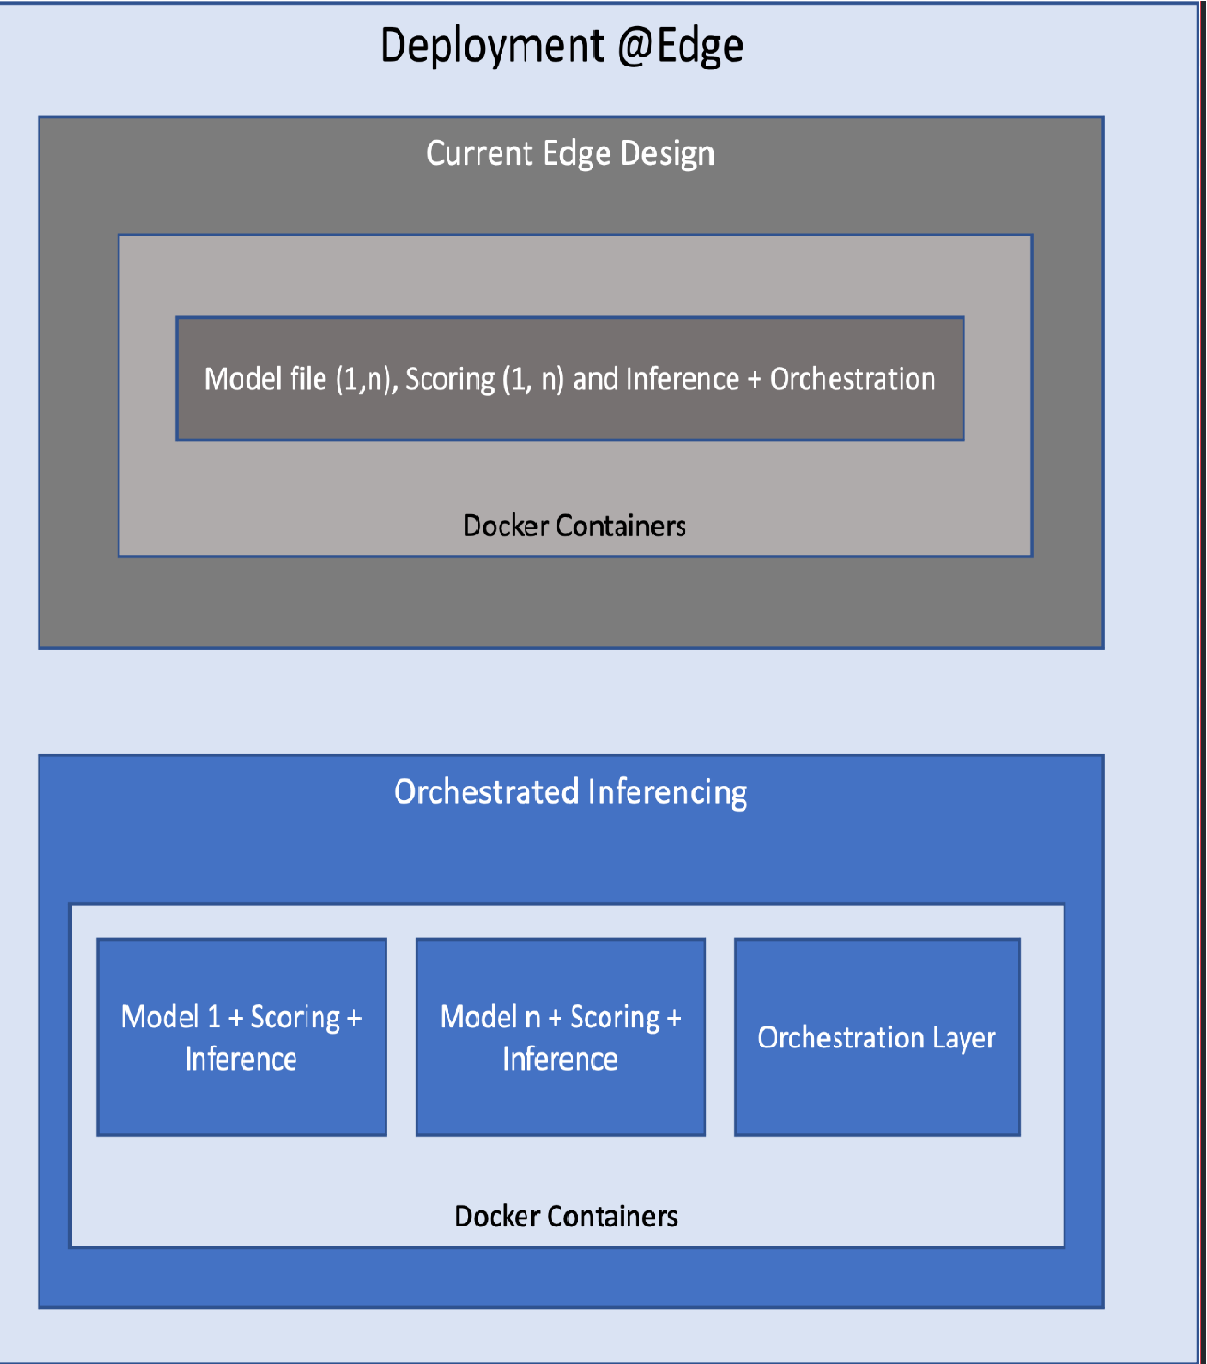 Deployment @Edge
Current Edge Design
Model file (1,n), Scoring (1, n) and Inference + Orchestration
Docker Containers
Orchestrated Inferencing
Model 1 + Scoring +
Inference
Model n + Scoring +
Inference
Orchestration Layer
Docker Containers